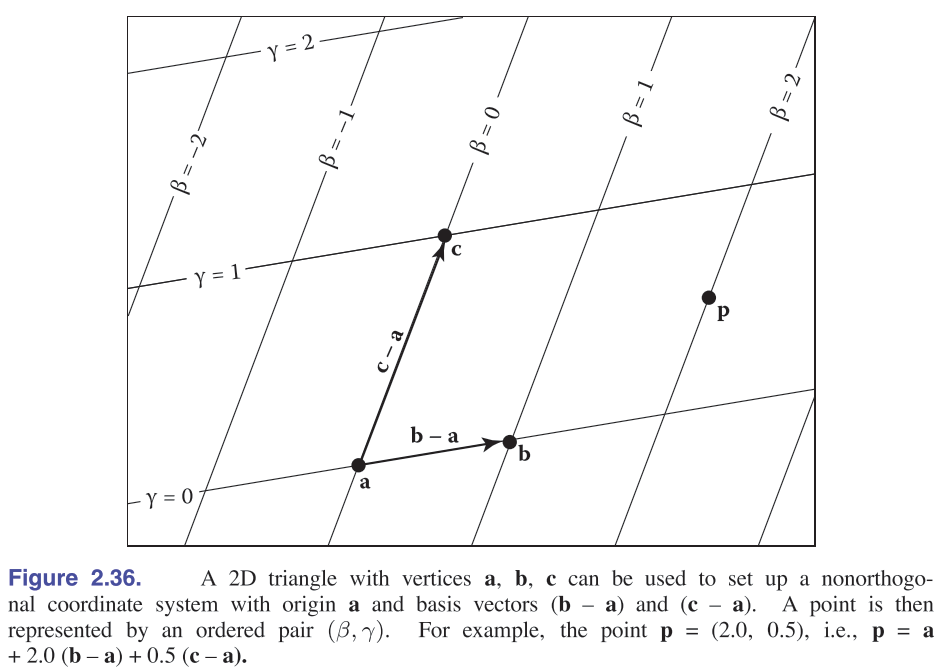 γ = 2
β = −2
β = −1
β = 0
β = 1
β = 2
γ = 1
c
p
c – a
b – a
b
a
γ = 0
Figure 2.36. A 2D triangle with vertices a, b, c can be used to set up a nonorthogo-
nal coordinate system with origin a and basis vectors (b – a) and (c – a). A point is then
represented by an ordered pair (β, γ). For example, the point p = (2.0, 0.5), i.e., p = a
+ 2.0 (b – a) + 0.5 (c – a).